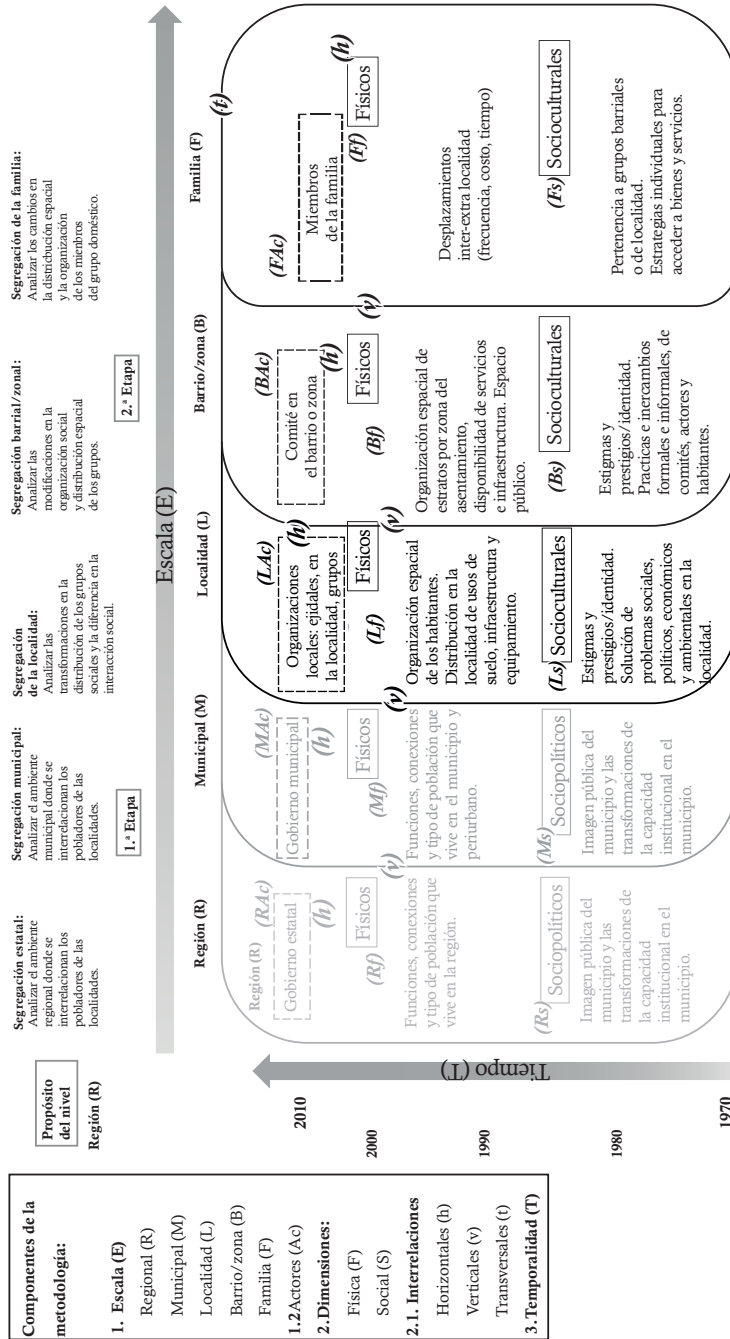 Componentes de la
metodología:
1. Escala (E)
Regional (R)
Municipal (M)
Localidad (L)
Barrio/zona (B)
Familia (F)
1.2Actores (Ac)
2. Dimensiones:
Física (F)
Social (S)
2.1. Interrelaciones
Horizontales (h)
Verticales (v)
Transversales (t)
3. Temporalidad (T)
Propósito
del nivel
Región (R)
Segregación estatal:
Analizar el ambiente
regional donde se
interrelacionan los
pobladores de las
localidades.
Segregación municipal:
Analizar el ambiente
municipal donde se
interrelacionan los
pobladores de las
localidades.
1.ª Etapa
Segregación
de la localidad:
Analizar las
transformaciones en la
distribución de los grupos
sociales y la diferencia en la
interacción social.
Segregación barrial/zonal:
Analizar las
modificaciones en la
organización social
y distribución espacial
de los grupos.
2.ª Etapa
Segregación de la familia:
Analizar los cambios en
la districbución espacial
y la organización
de los mienbros
del grupo doméstico.
Escala (E)
Región (R)
Municipal (M)
Localidad (L)
Barrio/zona (B)
Familia (F)
Tiempo (T)
2010
2000
1990
1980
1970
(t)
Región (R)
(RAc)
Gobierno estatal
(h)
(Rf)
Físicos
Funciones, conexiones
y tipo de población que
vive en la región.
(Rs)
Sociopolíticos
Imagen pública del
municipio y las
transformaciones de
la capacidad
institucional en el
municipio.
(v)
(MAc)
Gobierno municipal
(h)
(Mf)
Físicos
Funciones, conexiones
y tipo de población que
vive en el municipio y
periurbano.
(Ms)
Sociopolíticos
Imagen pública del
municipio y las
transformaciones de
la capacidad
institucional en el
municipio.
(v)
(LAc)
Organizaciones
locales: ejidales, en
la localidad, grupos
(h)
(Lf)
Físicos
Organización espacial
de los habitantes.
Distribución en la
localidad de usos de
suelo, infraestructura y
equipamiento.
(Ls)
Socioculturales
Estigmas y
prestigios/identidad.
Solución de
problemas sociales,
políticos, económicos
y ambientales en la
localidad.
(v)
(BAc)
Comité en
el barrio o zona
(h)
(Bf)
Físicos
Organización espacial de
estratos por zona del
asentamiento,
disponibilidad de servicios
e infraestructura. Espacio
público.
(Bs)
Socioculturales
Estigmas y
prestigios/identidad.
Practicas e inercambios
formales e informales, de
comités, actores y
habitantes.
(v)
(FAc)
Miembros
de la familia
(h)
(Ff)
Físicos
Desplazamientos
inter-extra localidad
(frecuencia, costo, tiempo)
(Fs)
Socioculturales
Pertenencia a grupos barriales
o de localidad.
Estrategias individuales para
acceder a bienes y servicios.